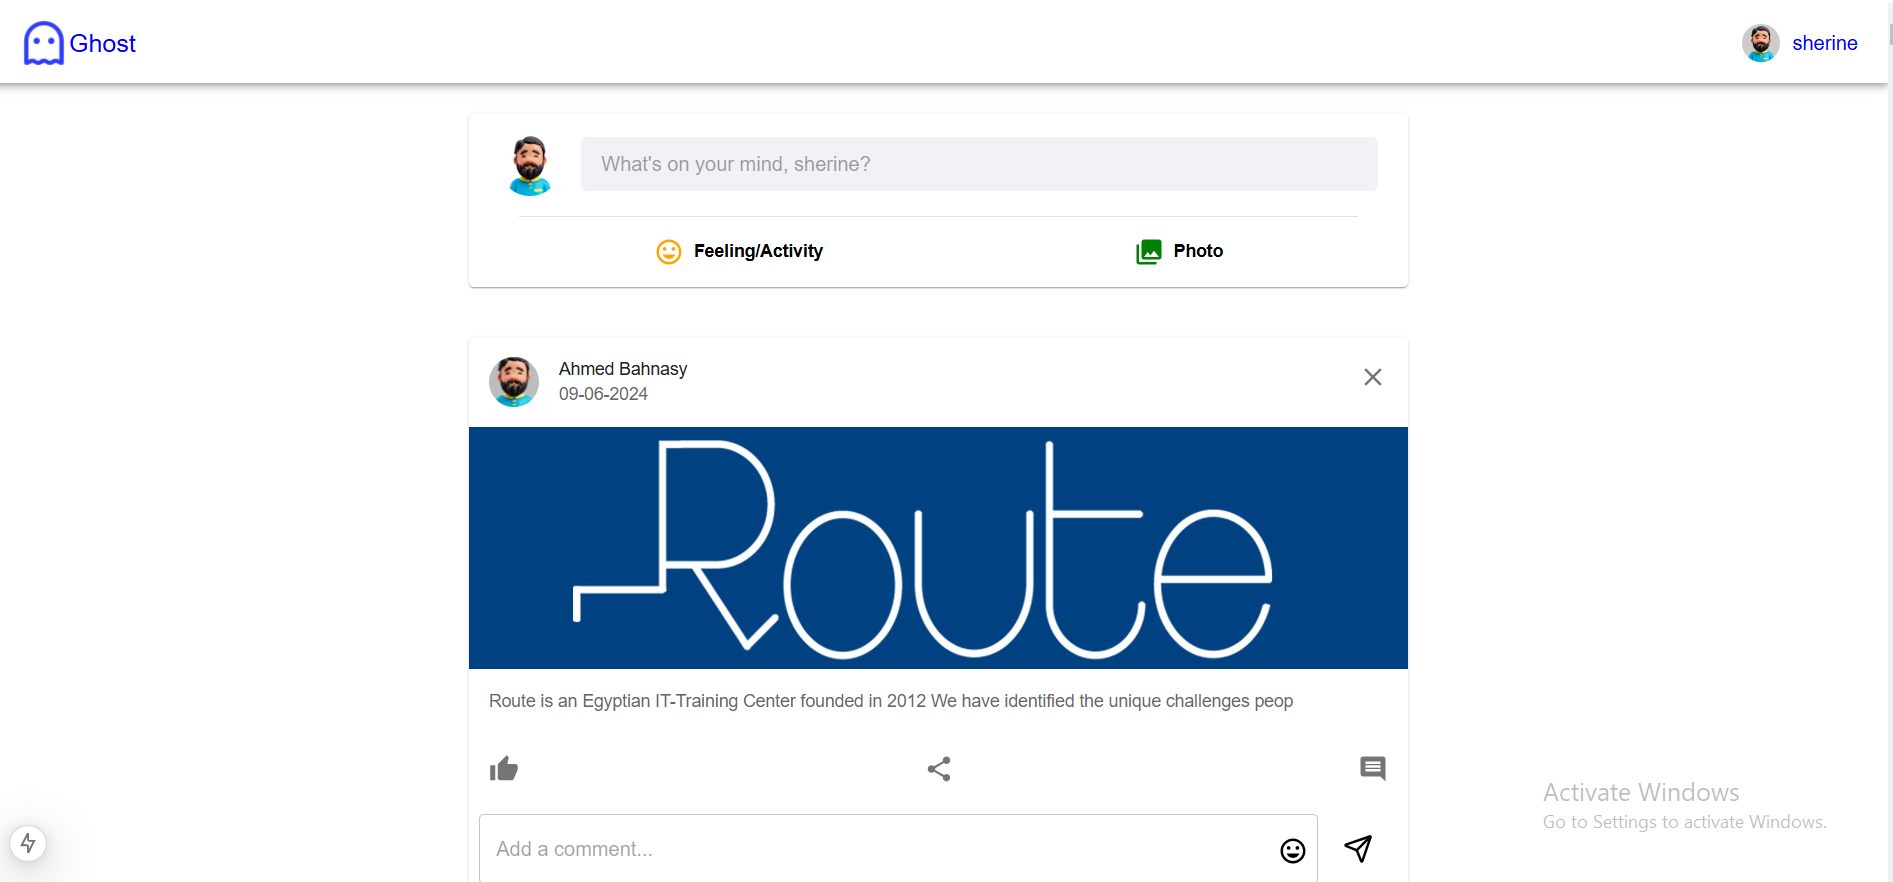 Ghost
sherine
What's on your mind, sherine?
Feeling/Activity
Photo
Ahmed Bahnasy
09-06-2024
Route
Route is an Egyptian IT-Training Center founded in 2012 We have identified the unique challenges peop
Add a comment...
Activate Windows
Go to Settings to activate Windows.